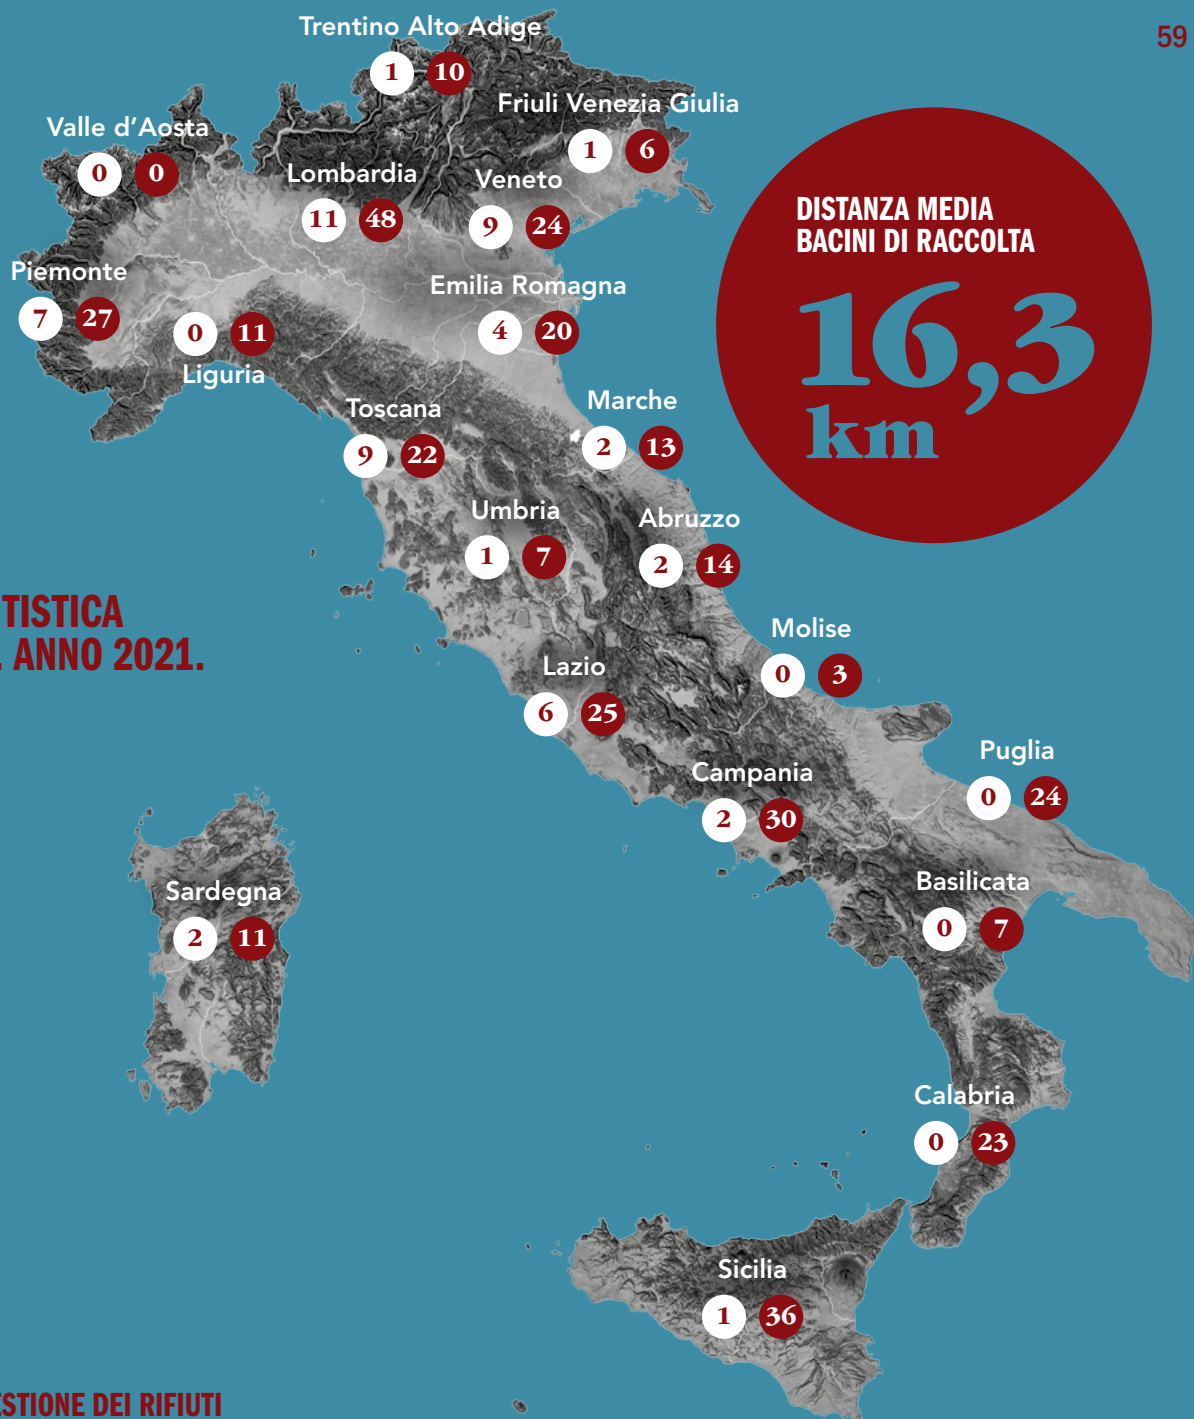 59
Trentino Alto Adige
1 10
Friuli Venezia Giulia
1 6
Valle d'Aosta
0 0
Lombardia
11 48
Veneto
9 24
DISTANZA MEDIA
BACINI DI RACCOLTA
16,3
km
Piemonte
7 27
Emilia Romagna
4 20
0 11
Liguria
Toscana
9 22
Marche
2 13
Umbria
1 7
Abruzzo
2 14
TISTICA
. ANNO 2021.
Molise
0 3
Lazio
6 25
Puglia
0 24
Campania
2 30
Sardegna
2 11
Basilicata
0 7
Calabria
0 23
Sicilia
1 36
ESTIONE DEI RIFIUTI